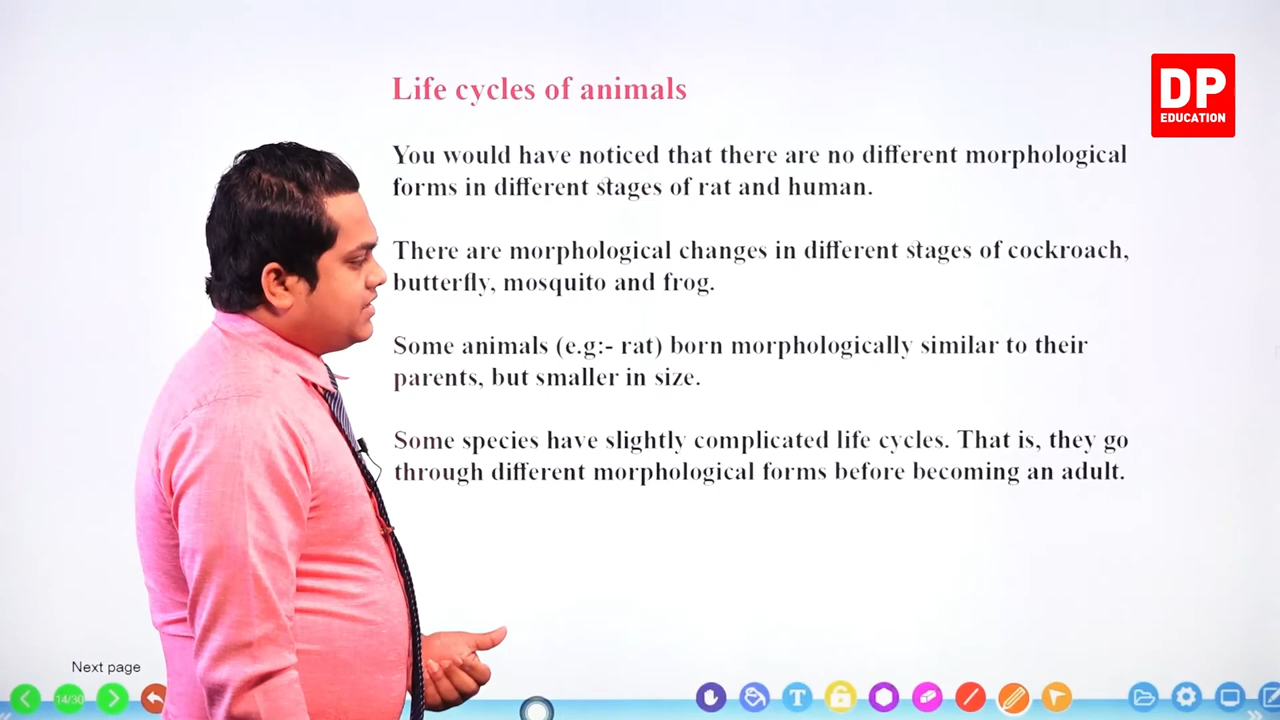 Life cycles of animals
DP
EDUCATION
You would have noticed that there are no different morphological
forms in different stages of rat and human.
There are morphological changes in different stages of cockroach,
butterfly, mosquito and frog.
Some animals (e.g:- rat) born morphologically similar to their
parents, but smaller in size.
Some species have slightly complicated life cycles. That is, they go
through different morphological forms before becoming an adult.
Next page
14/30
T